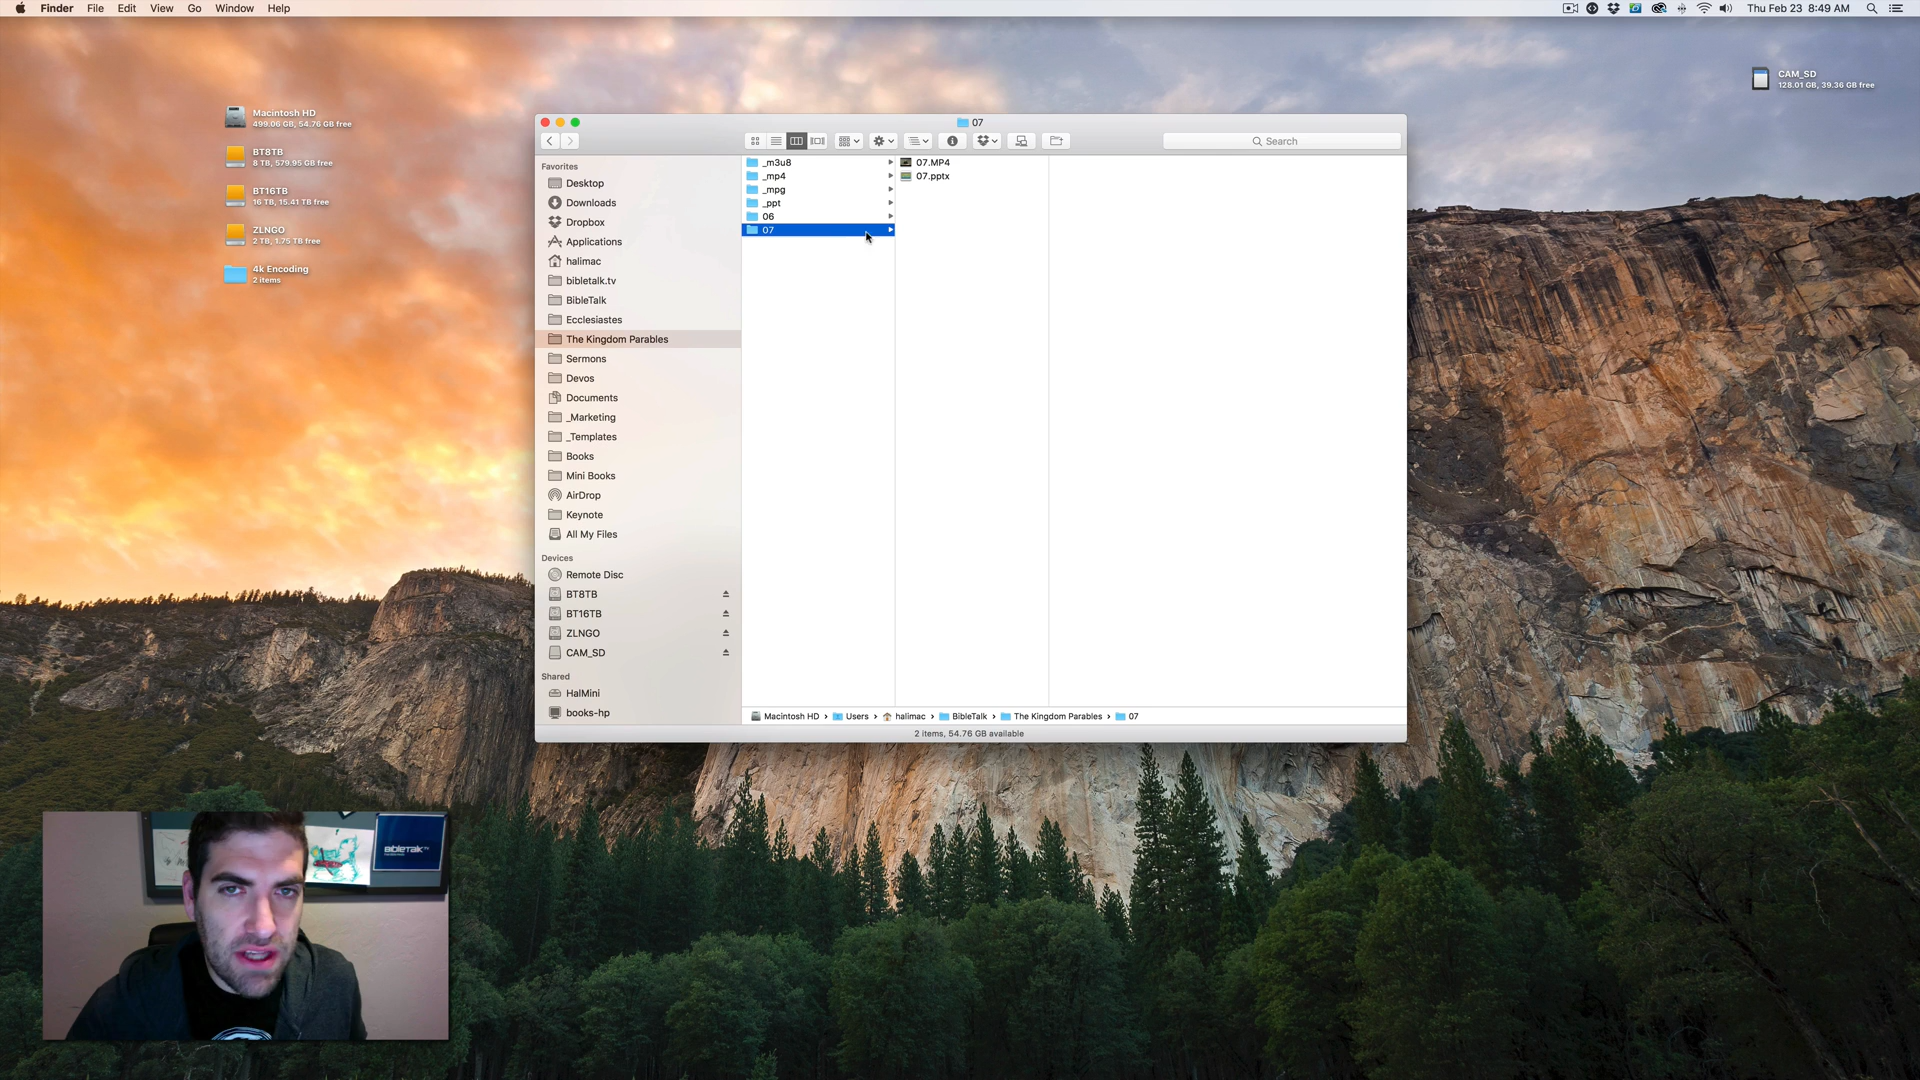 Finder File Edit View Go Window Help
Thu Feb 23 8:49 AM
CAM_SD
128.01 GB, 39.36 GB free
Macintosh HD
499.06 GB, 54.76 GB free
BT8TB
8 TB, 579.95 GB free
BT16TB
16 TB, 15.41 TB free
ZLNGO
2 TB, 1.75 TB free
4k Encoding
2 items
07
Search
Favorites
Desktop
Downloads
Dropbox
Applications
halimac
bibletalk.tv
BibleTalk
Ecclesiastes
The Kingdom Parables
Sermons
Devos
Documents
_Marketing
_Templates
Books
Mini Books
AirDrop
Keynote
All My Files
Devices
Remote Disc
BT8TB
BT16TB
ZLNGO
CAM_SD
Shared
HalMini
books-hp
_m3u8
_mp4
_mpg
_ppt
06
07
07.MP4
07.pptx
Macintosh HD › Users › halimac › BibleTalk › The Kingdom Parables › 07
2 items, 54.76 GB available
BiBLeTaLK